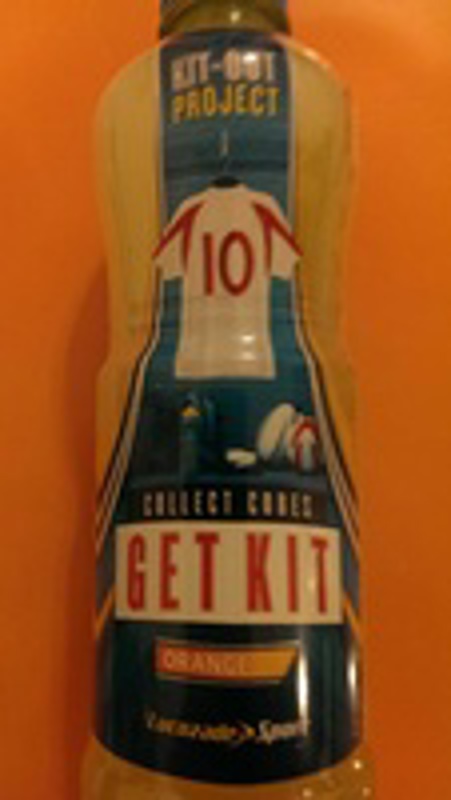 KIT-OUT
PROJECT
10
COLLECT CODES
GET KIT
ORANGE
Lucozade Sport